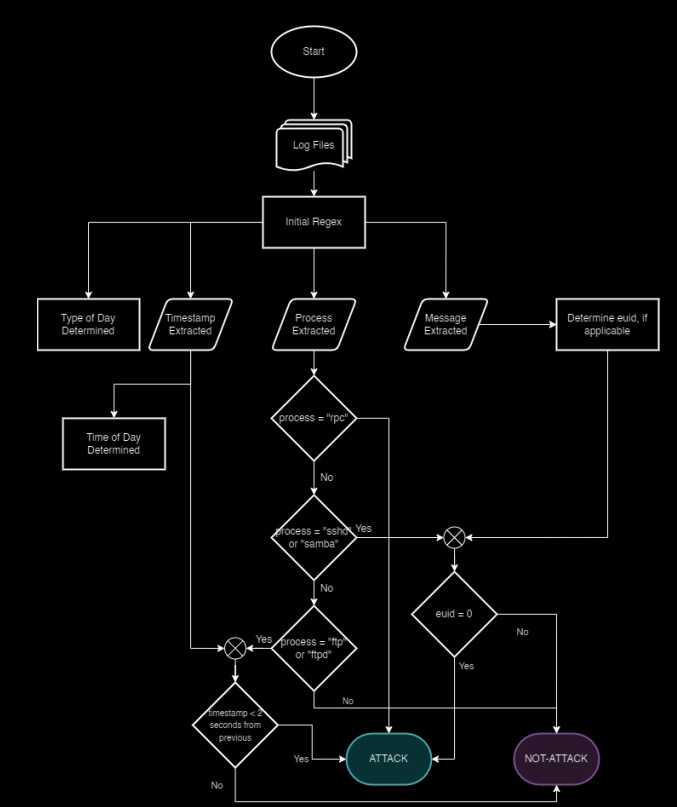 Start
Log Files
Initial Regex
Type of Day
Determined
Timestamp
Extracted
Process
Extracted
Message
Extracted
Determine euid, if
applicable
process = "rpc"
Time of Day
Determined
No
process = "sshd"
or "samba"
Yes
No
euid = 0
No
Yes
process = "ftp"
or "ftpd"
Yes
No
timestamp < 2
seconds from
previous
Yes
No
ATTACK
NOT-ATTACK